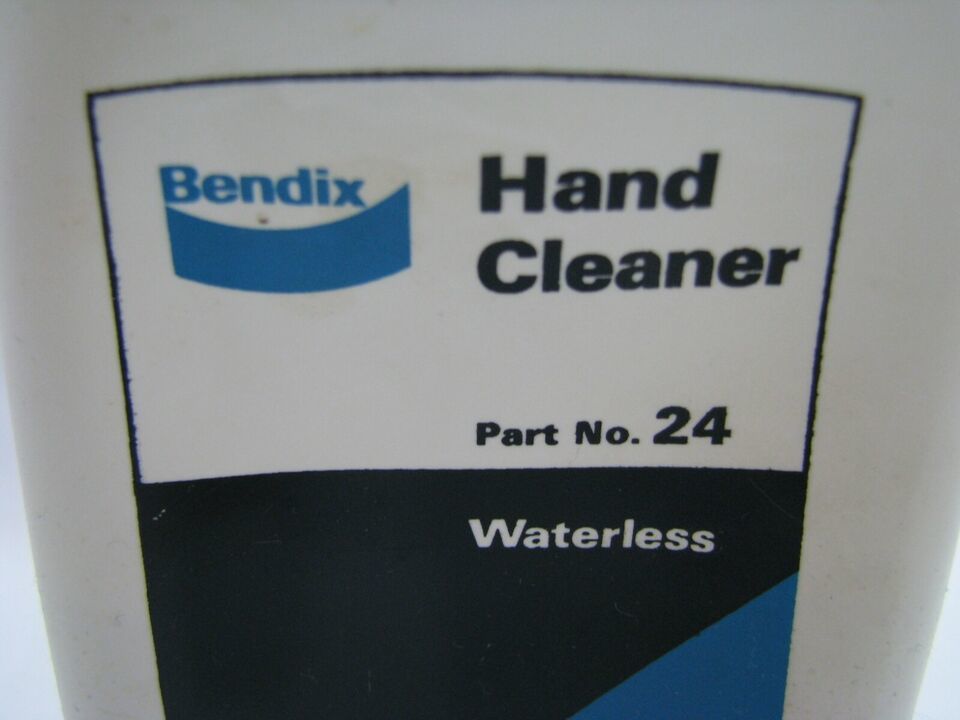 Bendix
Hand
Cleaner
Part No. 24
Waterless